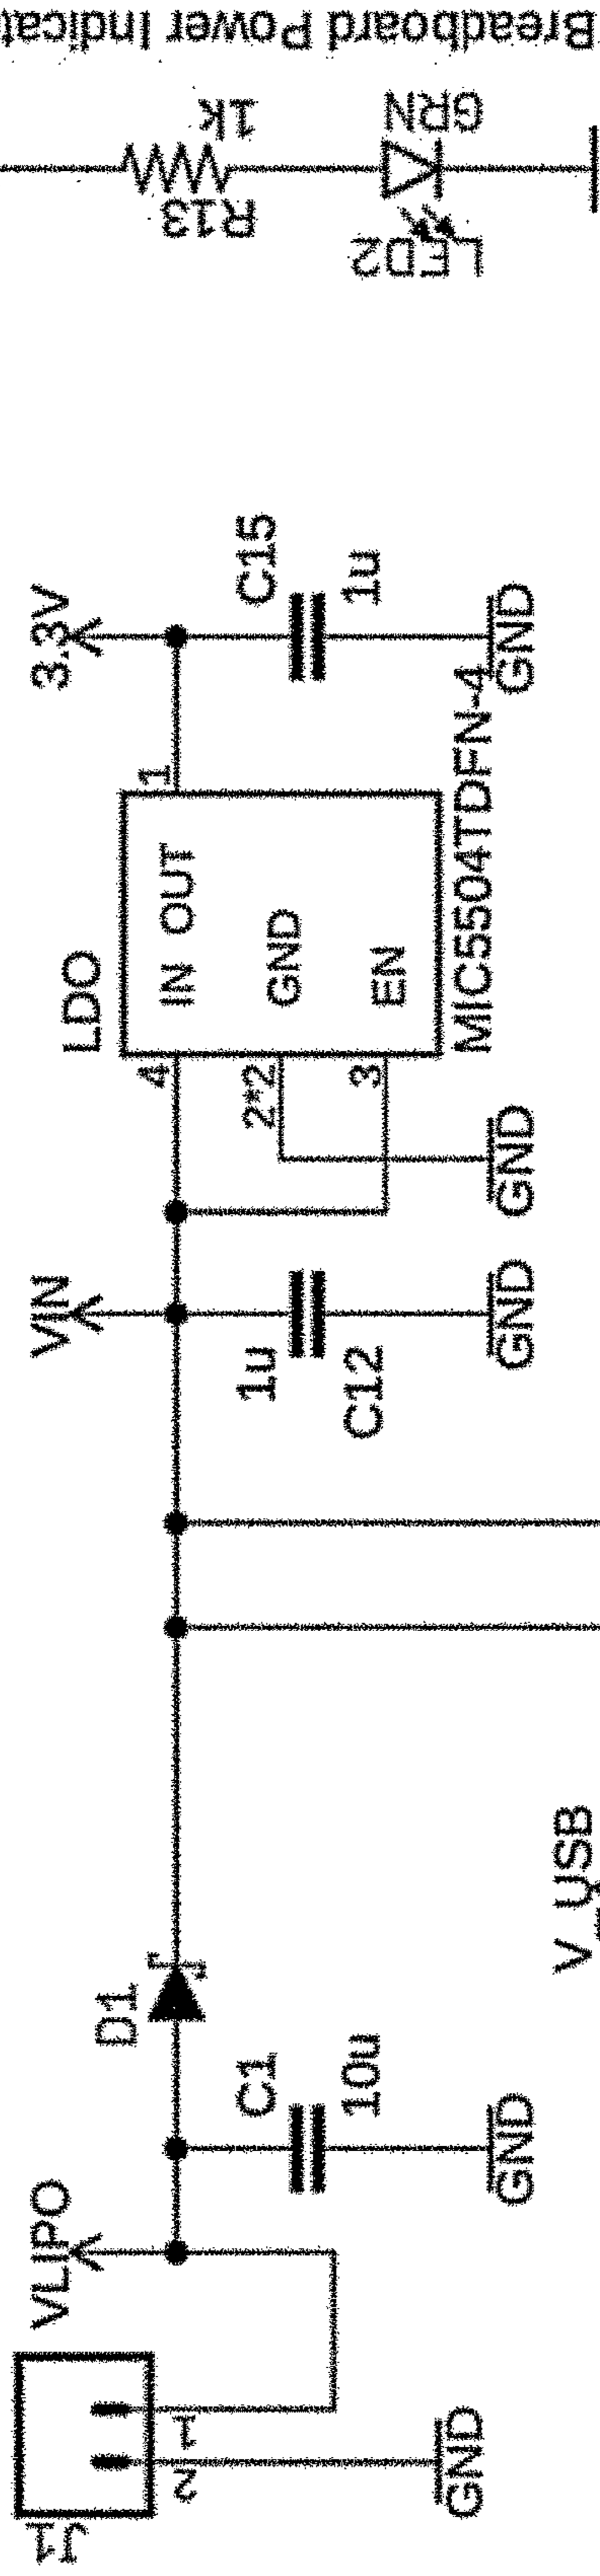 Breadboard Power Indicat
R13
1k
LED2
GRN
J1
1
2
GND
VLIPO
C1
10u
GND
D1
V_USB
VIN
1u
C12
GND
GND
LDO
4
2*2
3
IN OUT
GND
EN
1
MIC5504TDFN-4
3.3V
C15
1u
GND